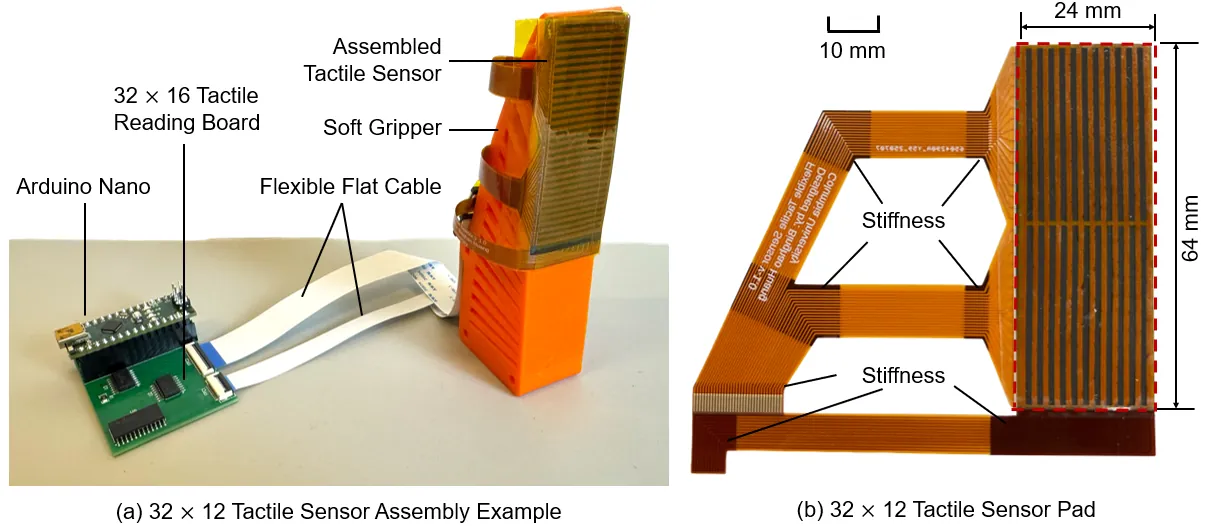 Assembled
Tactile Sensor
32 × 16 Tactile
Reading Board
Soft Gripper
Arduino Nano
Flexible Flat Cable
(a) 32 × 12 Tactile Sensor Assembly Example
24 mm
10 mm
Stiffness
64 mm
Columbia University
Designed by: Binghao Huang
Flexible Tactile Sensor v-1.0
Stiffness
(b) 32 × 12 Tactile Sensor Pad